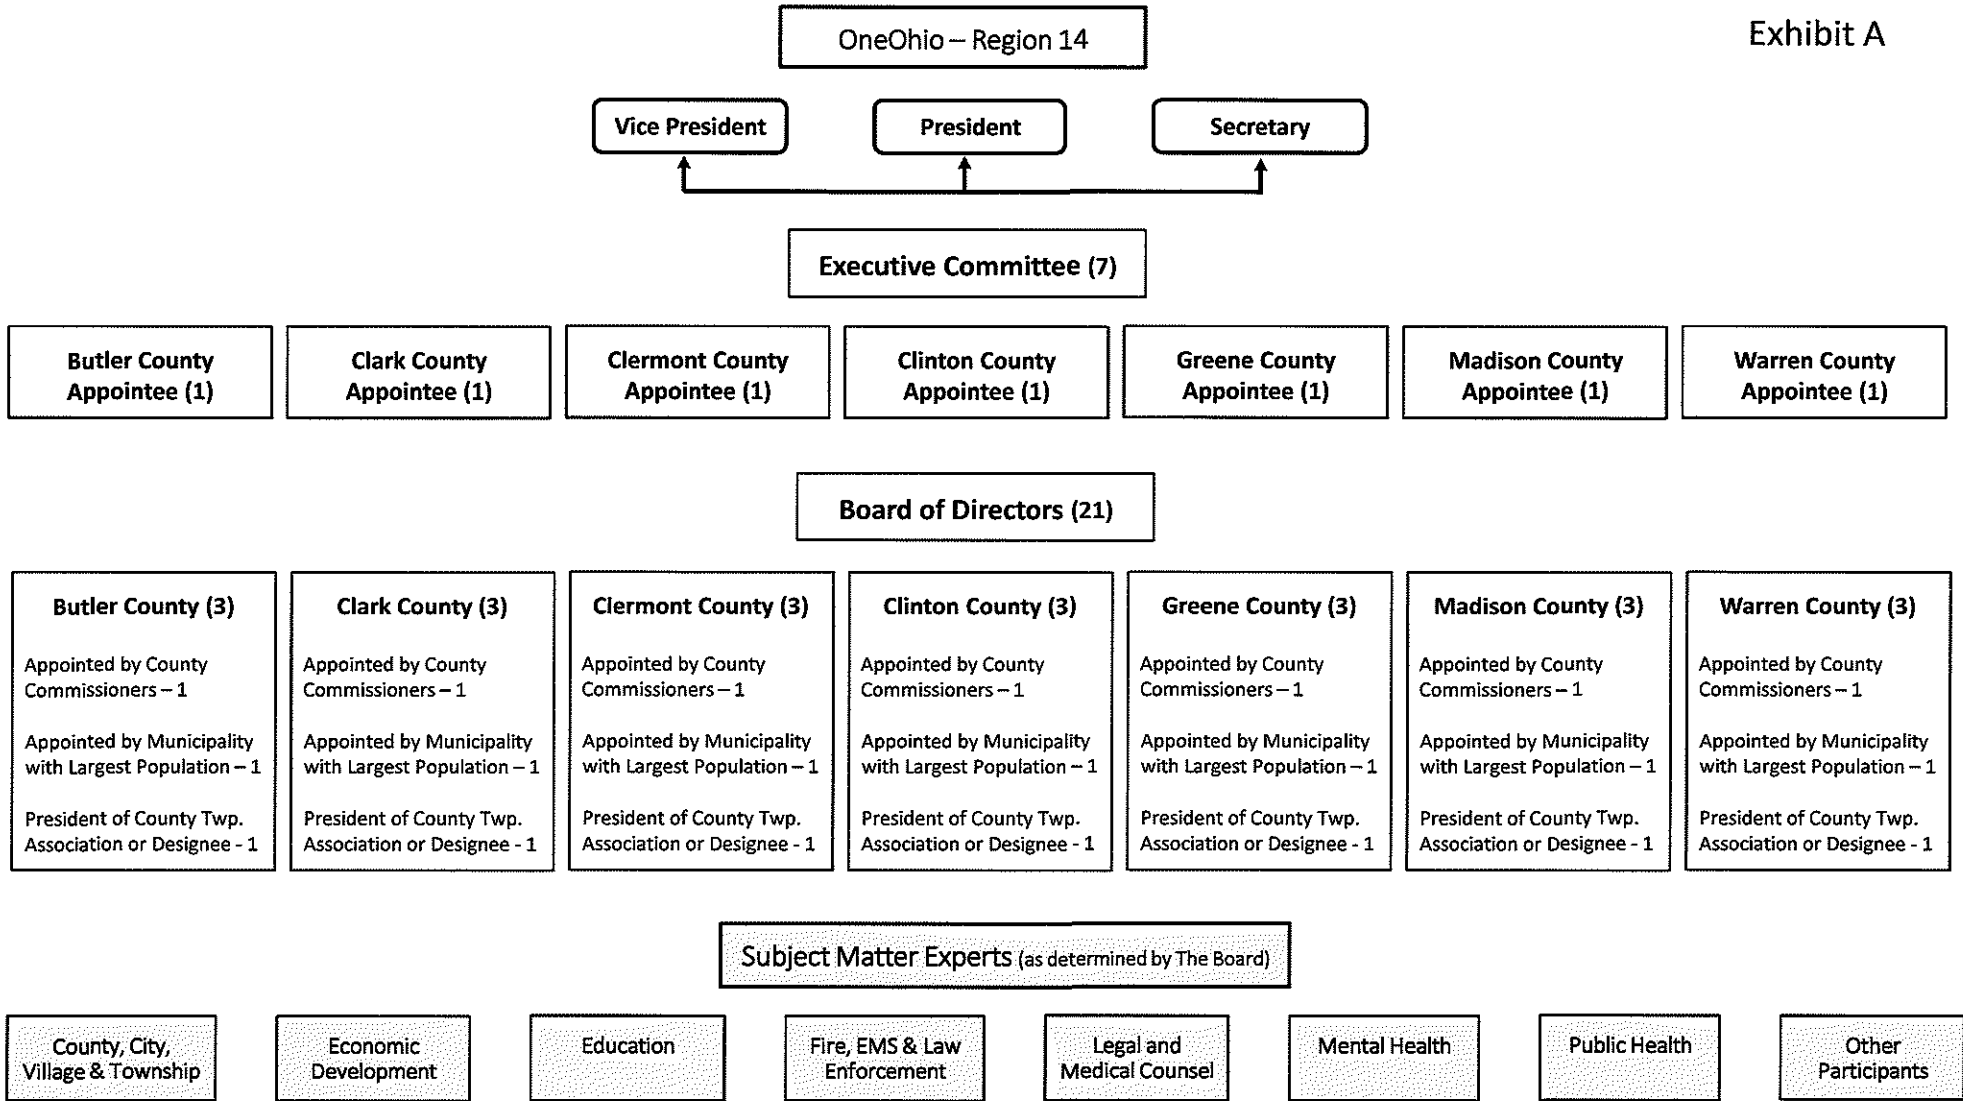 Exhibit A
OneOhio – Region 14
Vice President
President
Secretary
Executive Committee (7)
Butler County
Appointee (1)
Clark County
Appointee (1)
Clermont County
Appointee (1)
Clinton County
Appointee (1)
Greene County
Appointee (1)
Madison County
Appointee (1)
Warren County
Appointee (1)
Board of Directors (21)
Butler County (3)
Appointed by County
Commissioners – 1
Appointed by Municipality
with Largest Population – 1
President of County Twp.
Association or Designee - 1
Clark County (3)
Appointed by County
Commissioners – 1
Appointed by Municipality
with Largest Population – 1
President of County Twp.
Association or Designee - 1
Clermont County (3)
Appointed by County
Commissioners – 1
Appointed by Municipality
with Largest Population – 1
President of County Twp.
Association or Designee - 1
Clinton County (3)
Appointed by County
Commissioners – 1
Appointed by Municipality
with Largest Population – 1
President of County Twp.
Association or Designee - 1
Greene County (3)
Appointed by County
Commissioners – 1
Appointed by Municipality
with Largest Population – 1
President of County Twp.
Association or Designee - 1
Madison County (3)
Appointed by County
Commissioners – 1
Appointed by Municipality
with Largest Population – 1
President of County Twp.
Association or Designee - 1
Warren County (3)
Appointed by County
Commissioners – 1
Appointed by Municipality
with Largest Population – 1
President of County Twp.
Association or Designee - 1
Subject Matter Experts (as determined by The Board)
County, City,
Village & Township
Economic
Development
Education
Fire, EMS & Law
Enforcement
Legal and
Medical Counsel
Mental Health
Public Health
Other
Participants